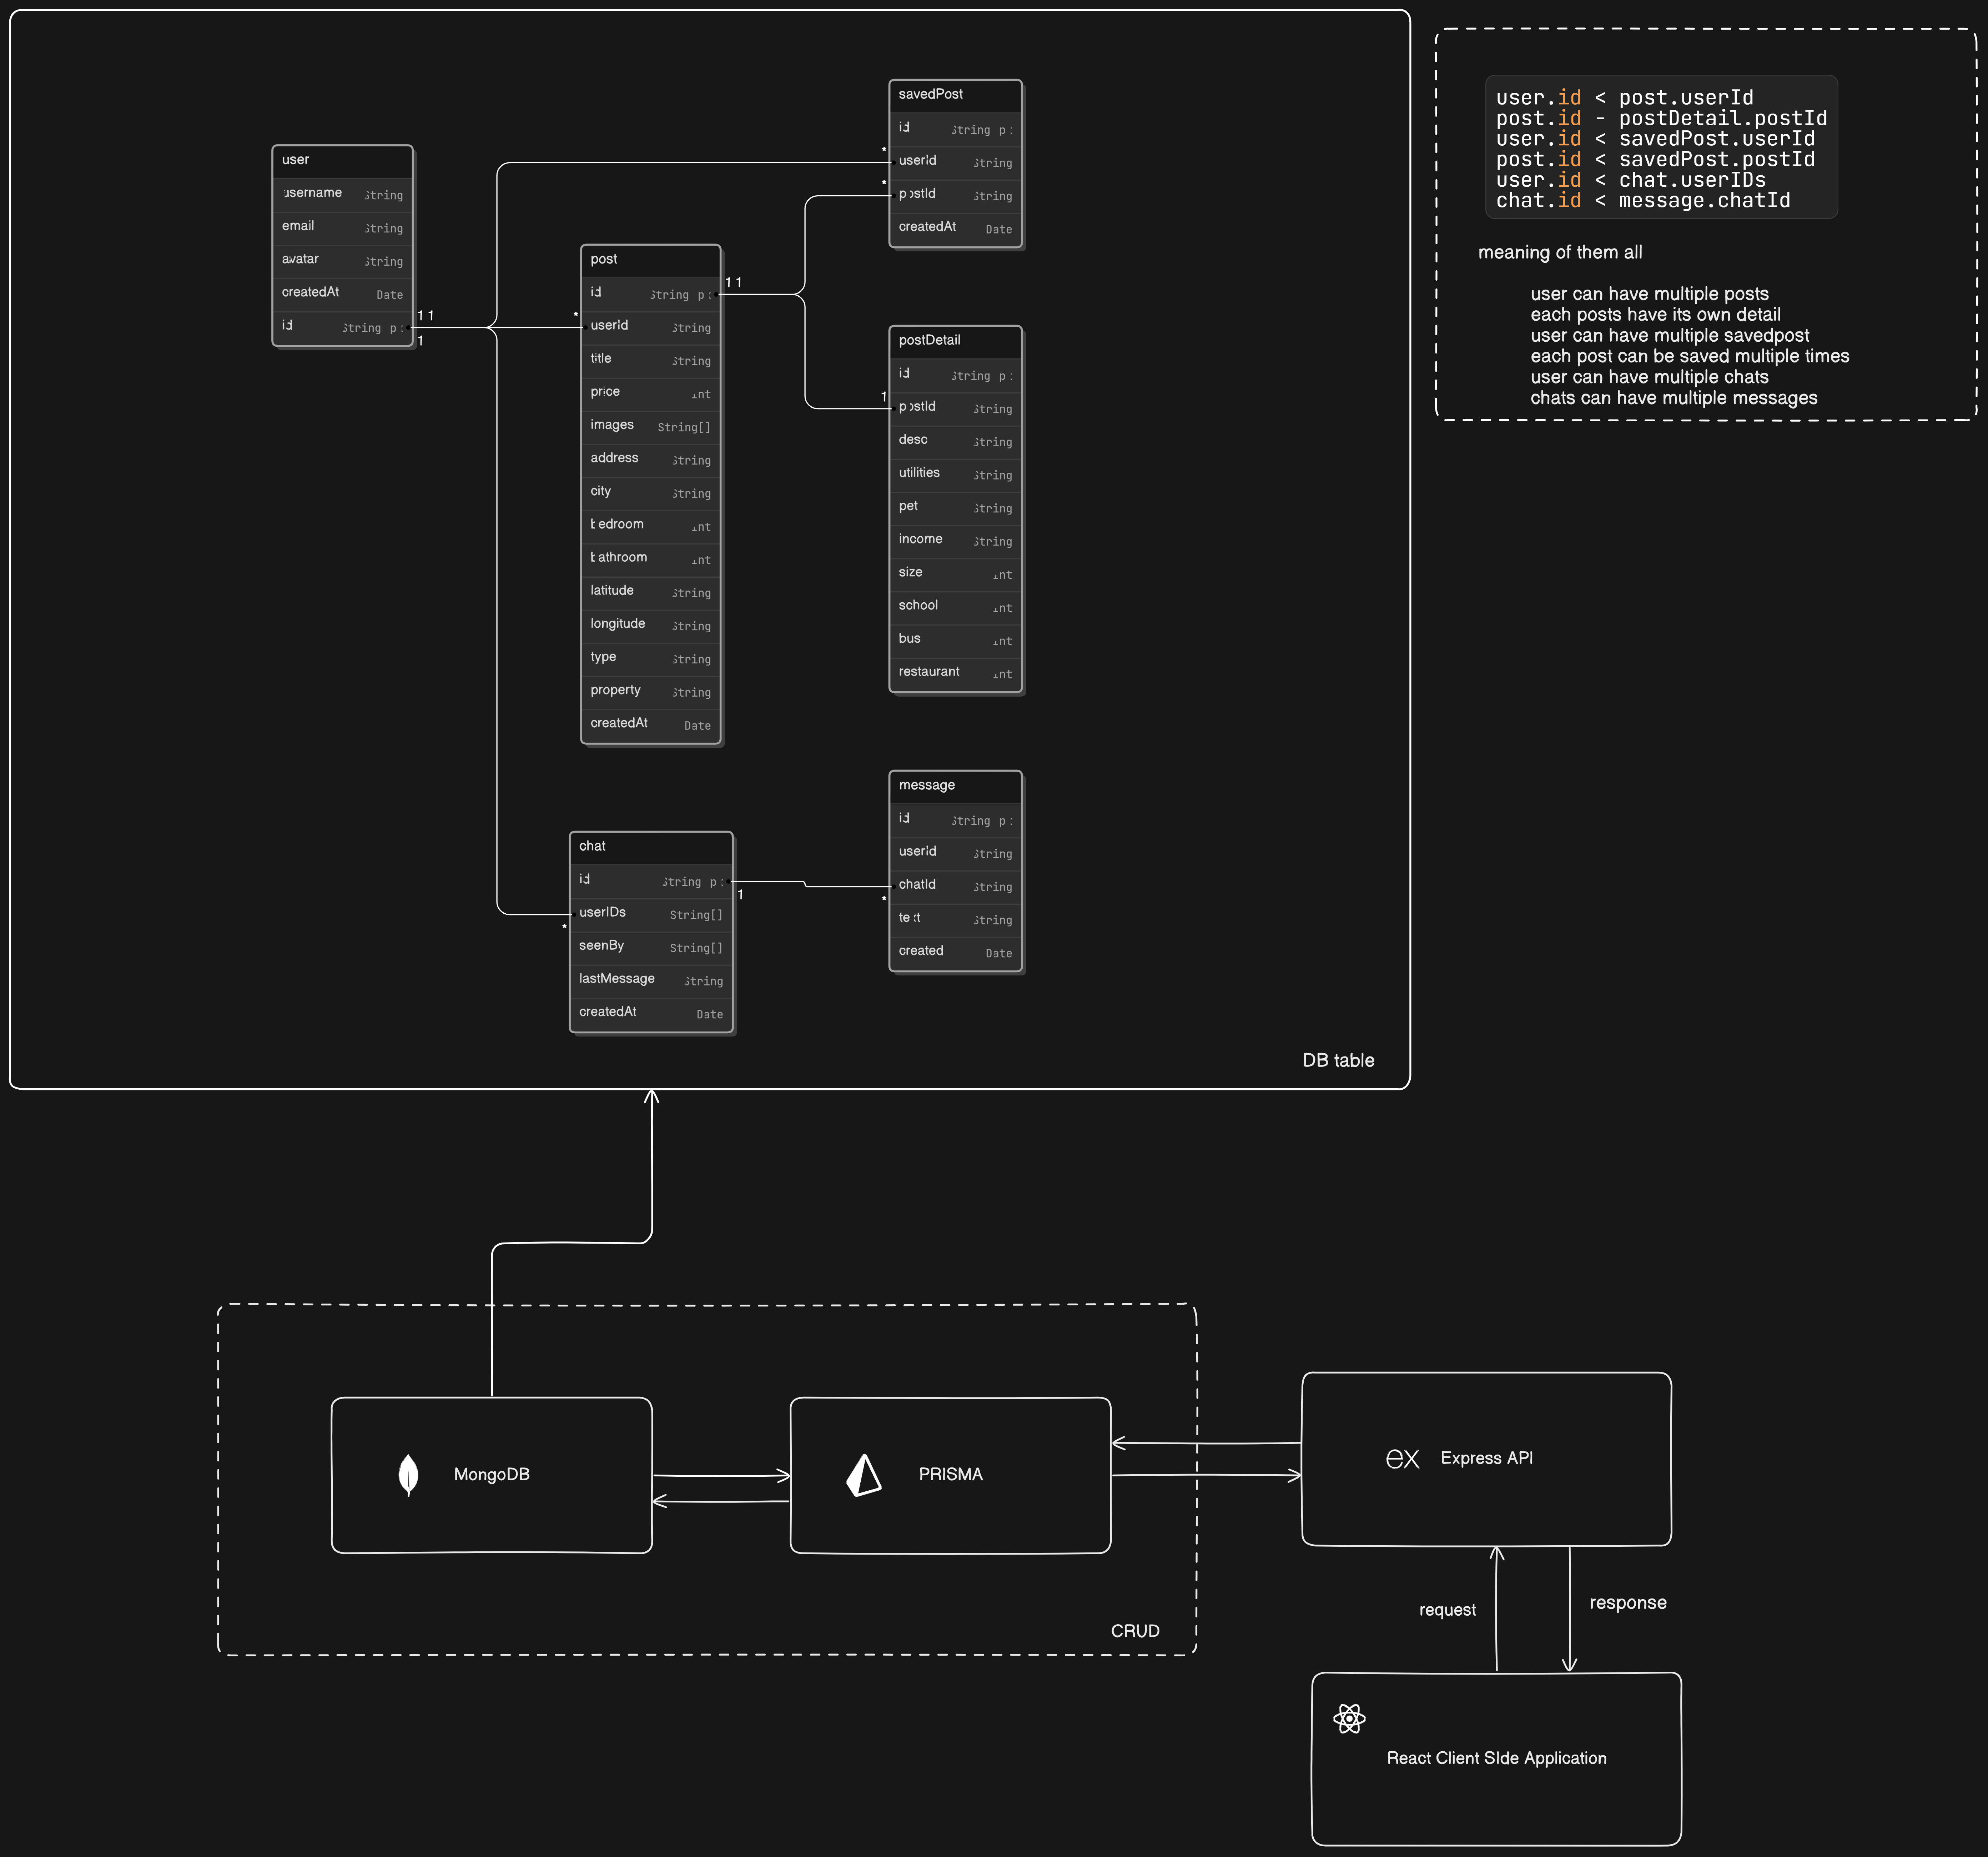 user
username String
email String
avatar String
createdAt Date
id String p
1 1
1
savedPost
id String p
* userId String
* postId String
createdAt Date
post
id String p
1 1
* userId String
title String
price int
images String[]
address String
city String
bedroom int
bathroom int
latitude String
longitude String
type String
property String
createdAt Date
postDetail
id String p
1 postId String
desc String
utilities String
pet String
income String
size int
school int
bus int
restaurant int
chat
id String p
1
userIDs String[]
*
seenBy String[]
lastMessage String
createdAt Date
message
id String p
userId String
chatId String
*
text String
created Date
DB table
user.id < post.userId
post.id - postDetail.postId
user.id < savedPost.userId
post.id < savedPost.postId
user.id < chat.userIDs
chat.id < message.chatId
meaning of them all
user can have multiple posts
each posts have its own detail
user can have multiple savedpost
each post can be saved multiple times
user can have multiple chats
chats can have multiple messages
MongoDB
PRISMA
CRUD
ex Express API
request
response
React Client SIde Application